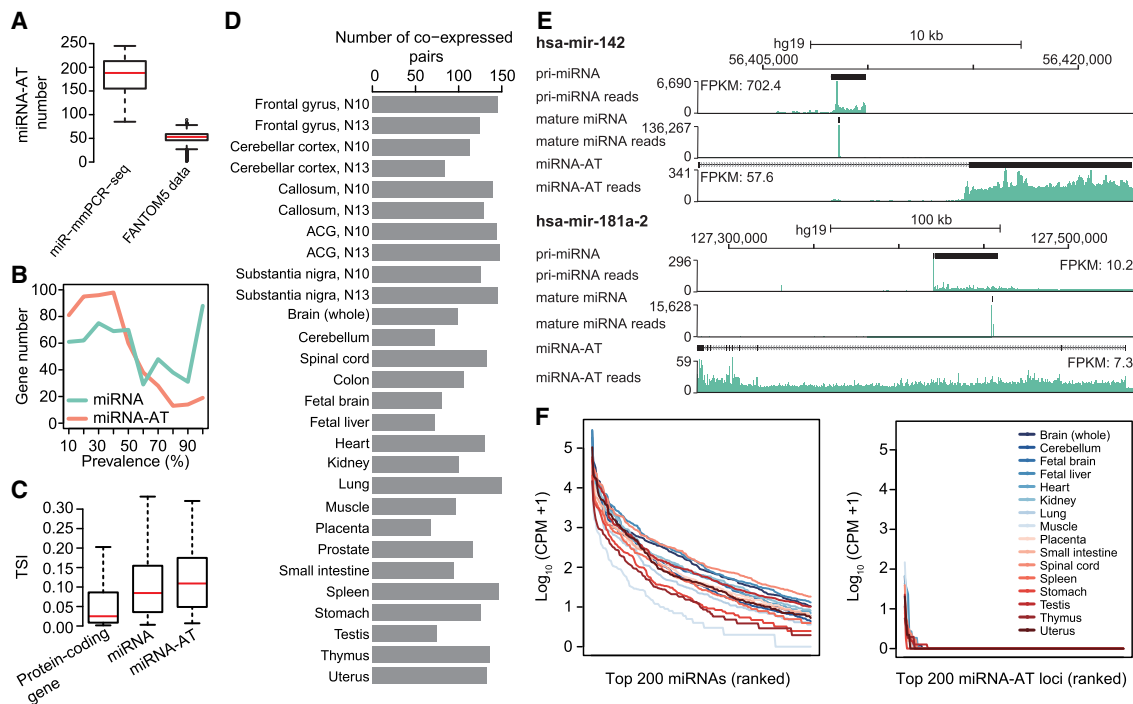 A
miRNA-AT
number
250
200
150
100
50
0
miR-mmPCR-seq
FANTOM5 data
B
Gene number
100
80
60
40
20
0
miRNA
miRNA-AT
10 30 50 70 90
Prevalence (%)
C
TSI
0.30
0.25
0.20
0.15
0.10
0.05
0.00
Protein-coding
gene
miRNA
miRNA-AT
D
Number of co-expressed
pairs
0 50 100 150
Frontal gyrus, N10
Frontal gyrus, N13
Cerebellar cortex, N10
Cerebellar cortex, N13
Callosum, N10
Callosum, N13
ACG, N10
ACG, N13
Substantia nigra, N10
Substantia nigra, N13
Brain (whole)
Cerebellum
Spinal cord
Colon
Fetal brain
Fetal liver
Heart
Kidney
Lung
Muscle
Placenta
Prostate
Small intestine
Spleen
Stomach
Testis
Thymus
Uterus
E
hsa-mir-142
hg19 10 kb
56,405,000 56,420,000
pri-miRNA
6,690 FPKM: 702.4
pri-miRNA reads
0
mature miRNA
136,267
mature miRNA reads
0
miRNA-AT
341 FPKM: 57.6
miRNA-AT reads
0
hsa-mir-181a-2
hg19 100 kb
127,300,000 127,500,000
pri-miRNA
296 FPKM: 10.2
pri-miRNA reads
0
mature miRNA
15,628
mature miRNA reads
0
miRNA-AT
59 FPKM: 7.3
miRNA-AT reads
0
F
Log10 (CPM +1)
5
4
3
2
1
0
Top 200 miRNAs (ranked)
Log10 (CPM +1)
5
4
3
2
1
0
Brain (whole)
Cerebellum
Fetal brain
Fetal liver
Heart
Kidney
Lung
Muscle
Placenta
Small intestine
Spinal cord
Spleen
Stomach
Testis
Thymus
Uterus
Top 200 miRNA-AT loci (ranked)